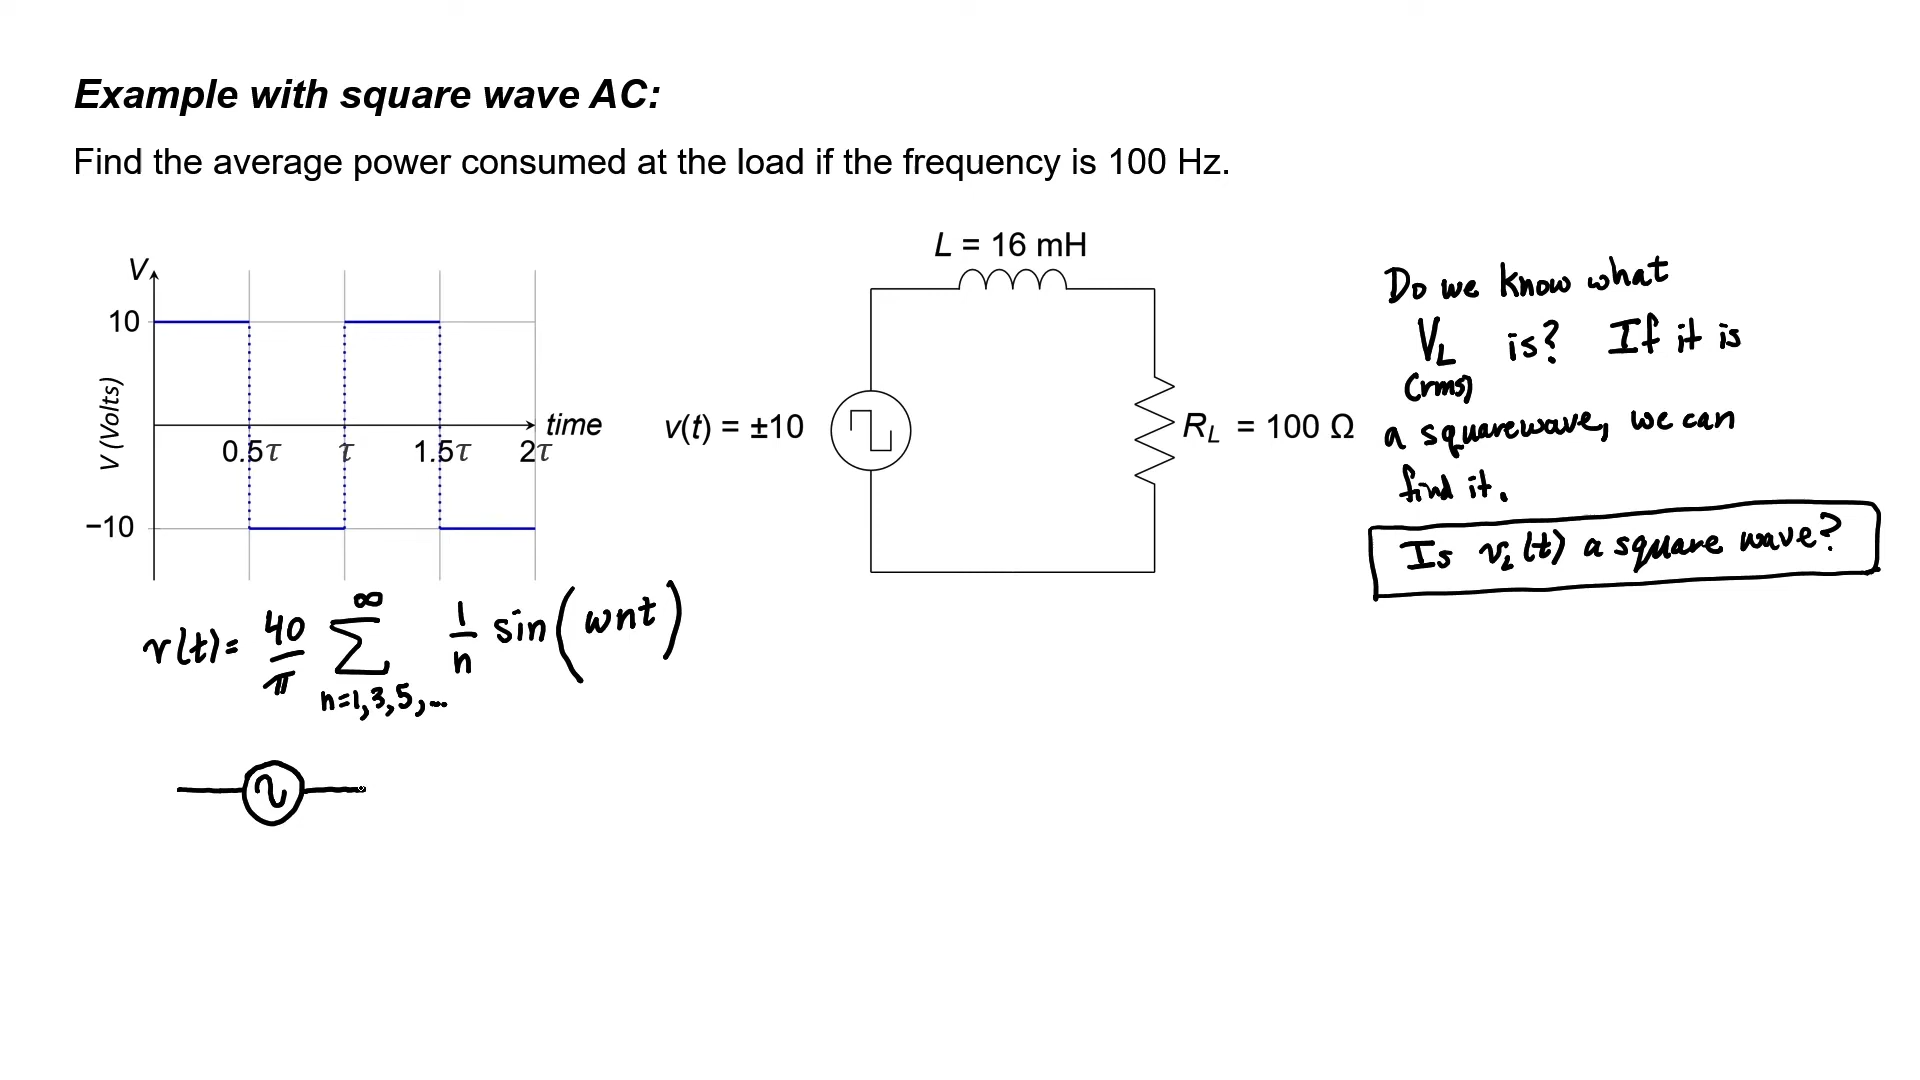 Example with square wave AC:
Find the average power consumed at the load if the frequency is 100 Hz.
V
10
V (Volts)
time
0.5τ τ 1.5τ 2τ
−10
L = 16 mH
v(t) = ±10
R_L = 100 Ω
Do we know what
V_L is? If it is
(rms)
a squarewave, we can
find it.
Is v_L(t) a square wave?
v(t)= 40/π ∑ 1/n sin(wnt)
∞
n=1,3,5,...